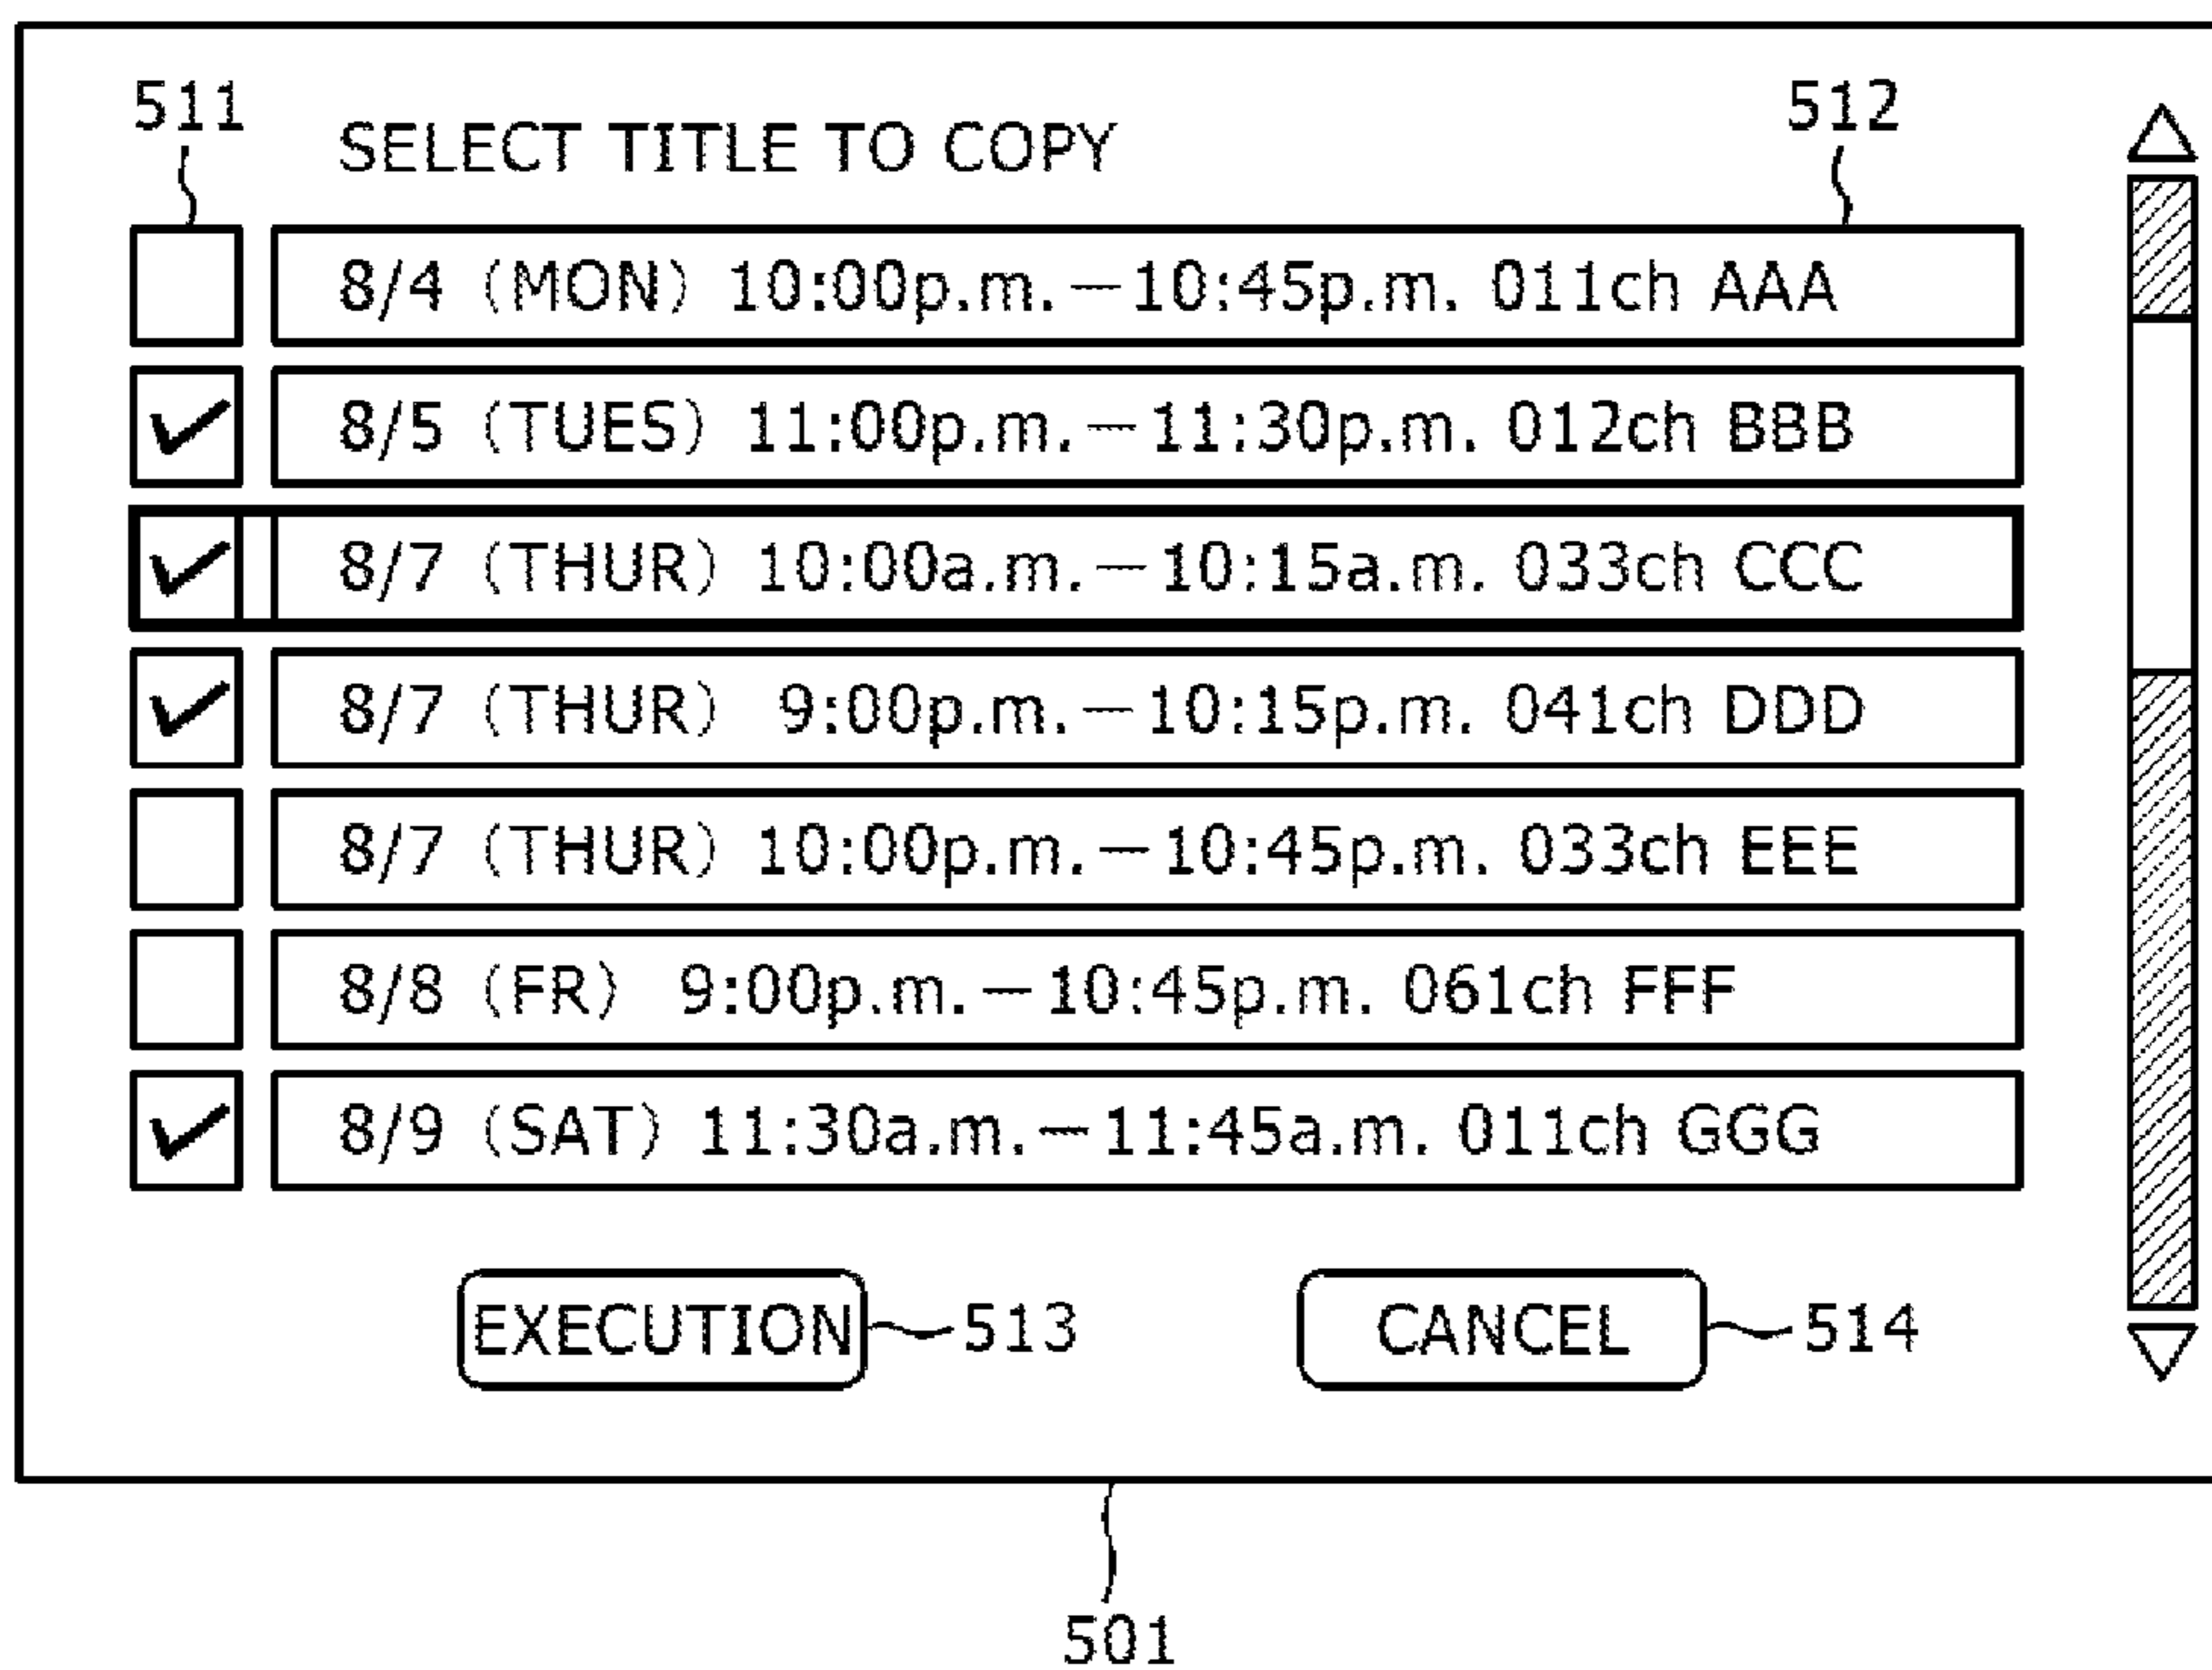 511
512
SELECT TITLE TO COPY
8/4 (MON) 10:00p.m.—10:45p.m. 011ch AAA
8/5 (TUES) 11:00p.m.—11:30p.m. 012ch BBB
8/7 (THUR) 10:00a.m.—10:15a.m. 033ch CCC
8/7 (THUR) 9:00p.m.—10:15p.m. 041ch DDD
8/7 (THUR) 10:00p.m.—10:45p.m. 033ch EEE
8/8 (FR) 9:00p.m.—10:45p.m. 061ch FFF
8/9 (SAT) 11:30a.m.—11:45a.m. 011ch GGG
EXECUTION 513 CANCEL 514
501